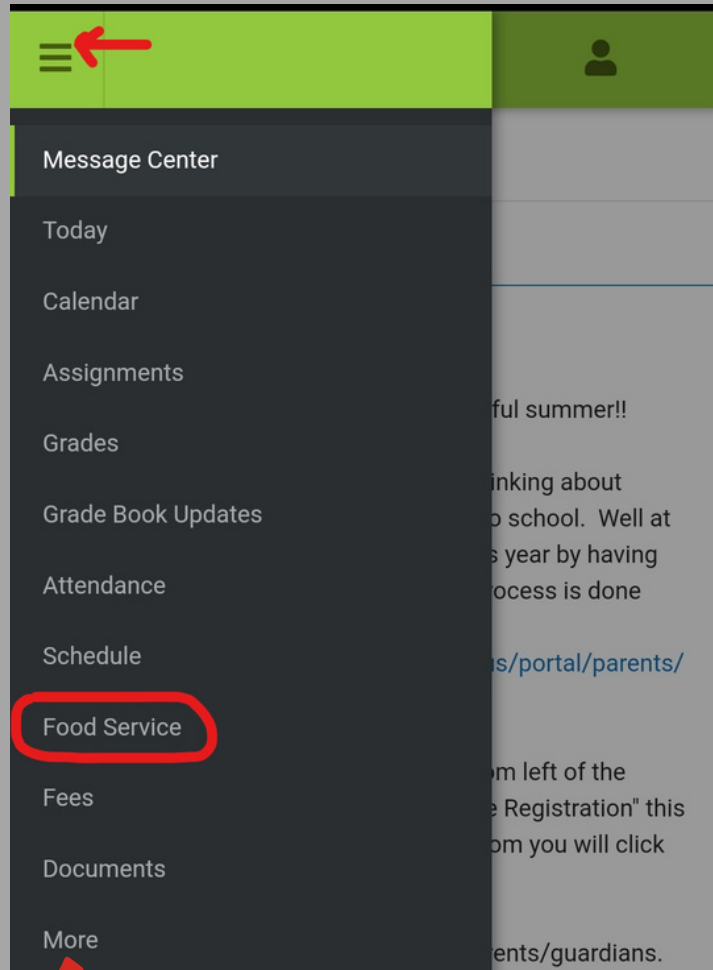 Message Center
Today
Calendar
Assignments
Grades
Grade Book Updates
Attendance
Schedule
Food Service
Fees
Documents
More
ful summer!!
inking about
school. Well at
year by having
ocess is done
us/portal/parents/
om left of the
Registration" this
om you will click
ents/guardians.